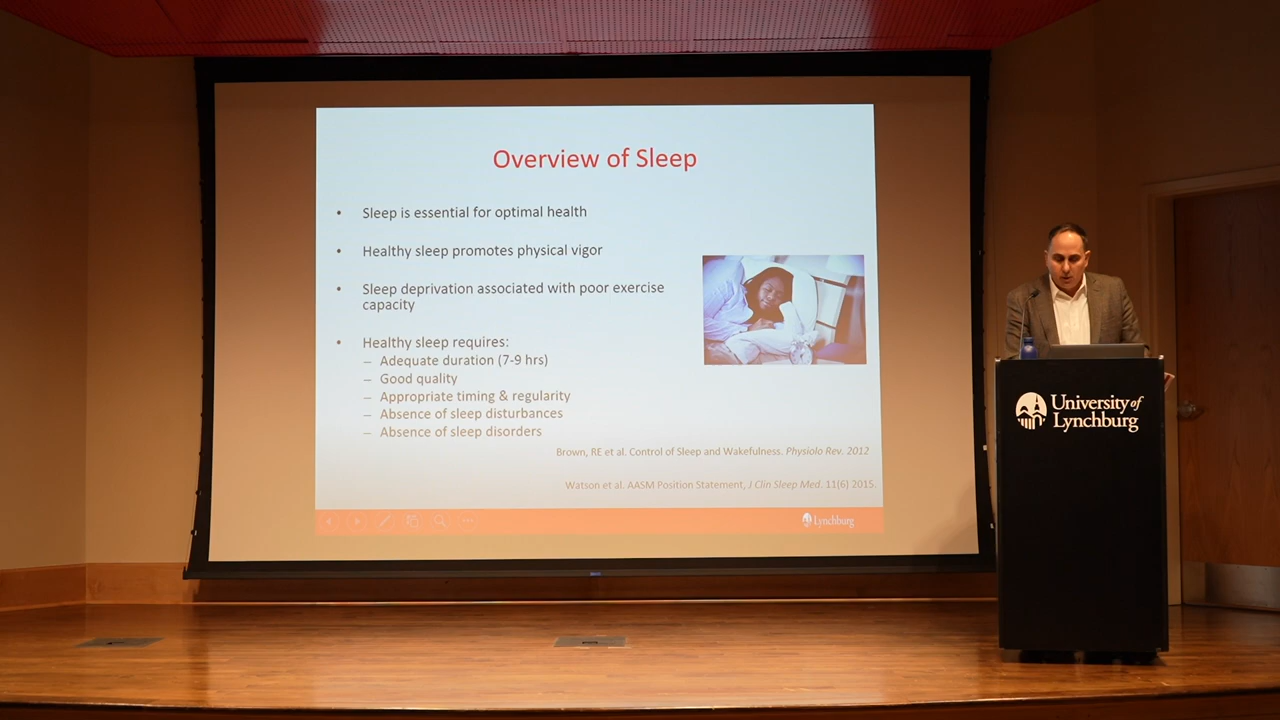 Overview of Sleep
• Sleep is essential for optimal health
• Healthy sleep promotes physical vigor
• Sleep deprivation associated with poor exercise
capacity
• Healthy sleep requires:
– Adequate duration (7-9 hrs)
– Good quality
– Appropriate timing & regularity
– Absence of sleep disturbances
– Absence of sleep disorders
Brown, RE et al. Control of Sleep and Wakefulness. Physiolo Rev. 2012
Watson et al. AASM Position Statement, J Clin Sleep Med. 11(6) 2015.
Lynchburg
University of
Lynchburg